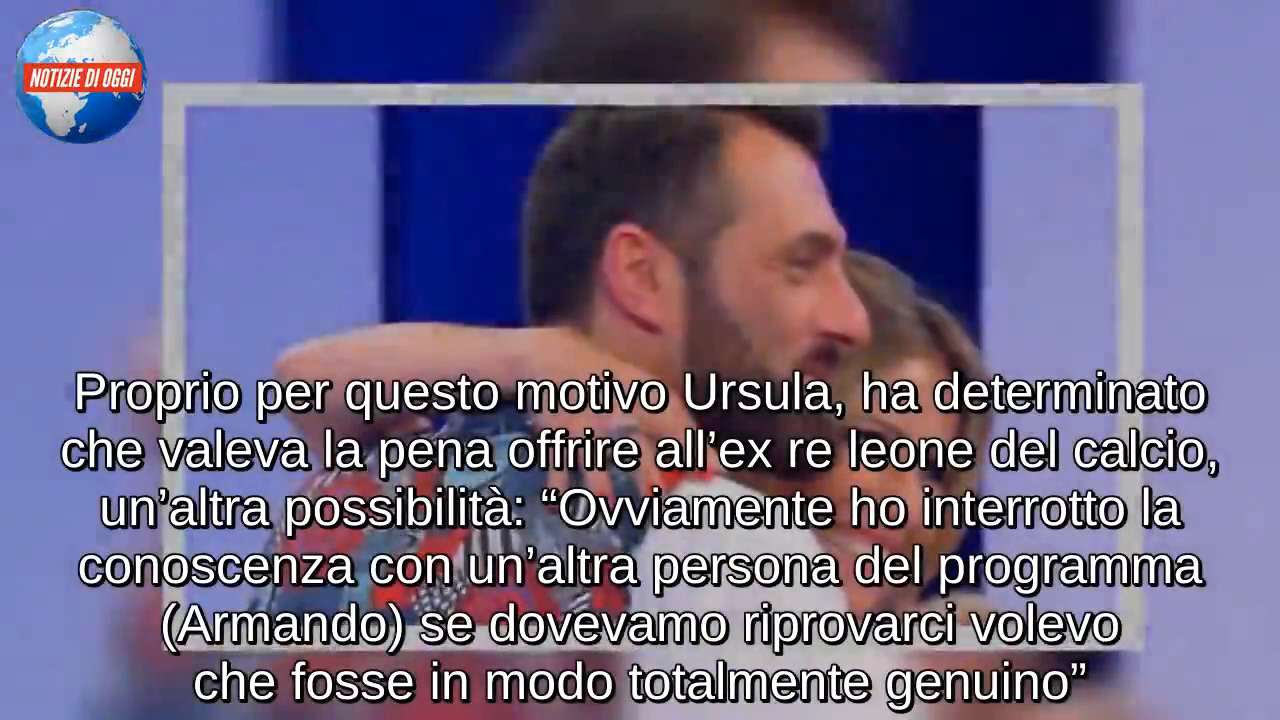 NOTIZIE DI OGGI
Proprio per questo motivo Ursula, ha determinato
che valeva la pena offrire all’ex re leone del calcio,
un’altra possibilità: “Ovviamente ho interrotto la
conoscenza con un’altra persona del programma
(Armando) se dovevamo riprovarci volevo
che fosse in modo totalmente genuino”